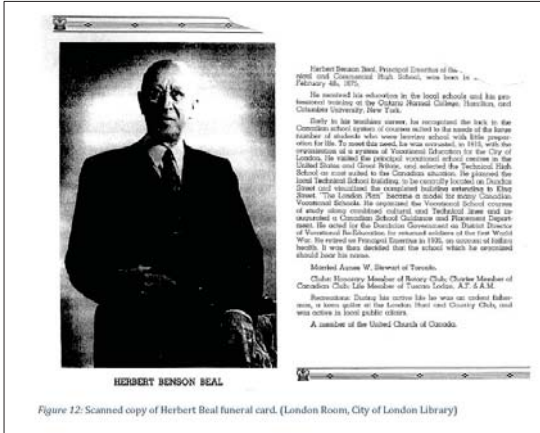 Herbert Benson Beal, Principal Emeritus of the
nical and Commercial High School, was born in
February 4th, 1875.
He received his education in the local schools and his pro-
fessional training at the Ontario Normal College, Hamilton, and
Columbia University, New York.
Early in his teaching career, he recognized the lack in the
Canadian school system of courses suited to the needs of the large
number of students who were leaving school with little prepar-
ation for life. To meet this need, he was entrusted, in 1912, with the
organization of a system of Vocational Education for the City of
London. He visited the principal vocational school centres in the
United States and Great Britain, and selected the Technical High
School as most suited to the Canadian situation. He planned the
local Technical School building, to be centrally located on Dundas
Street and visualized the completed building extending to King
Street. "The London Plan" became a model for many Canadian
Vocational Schools. He organized the Vocational School courses
of study along combined cultural and Technical lines and in-
augurated a Canadian School Guidance and Placement Depart-
ment. He acted for the Dominion Government as District Director
of Vocational Re-Education for returned soldiers of the first World
War. He retired as Principal Emeritus in 1936, on account of failing
health. It was then decided that the school which he organized
should bear his name.
Married Aunee W. Stewart of Toronto.
Clubs: Honorary Member of Rotary Club; Charter Member of
Canadian Club; Life Member of Tuscan Lodge, A.F. & A.M.
Recreations: During his active life he was an ardent fisher-
man, a keen golfer at the London Hunt and Country Club, and
was active in local public affairs.
A member of the United Church of Canada.
HERBERT BENSON BEAL
Figure 12: Scanned copy of Herbert Beal funeral card. (London Room, City of London Library)